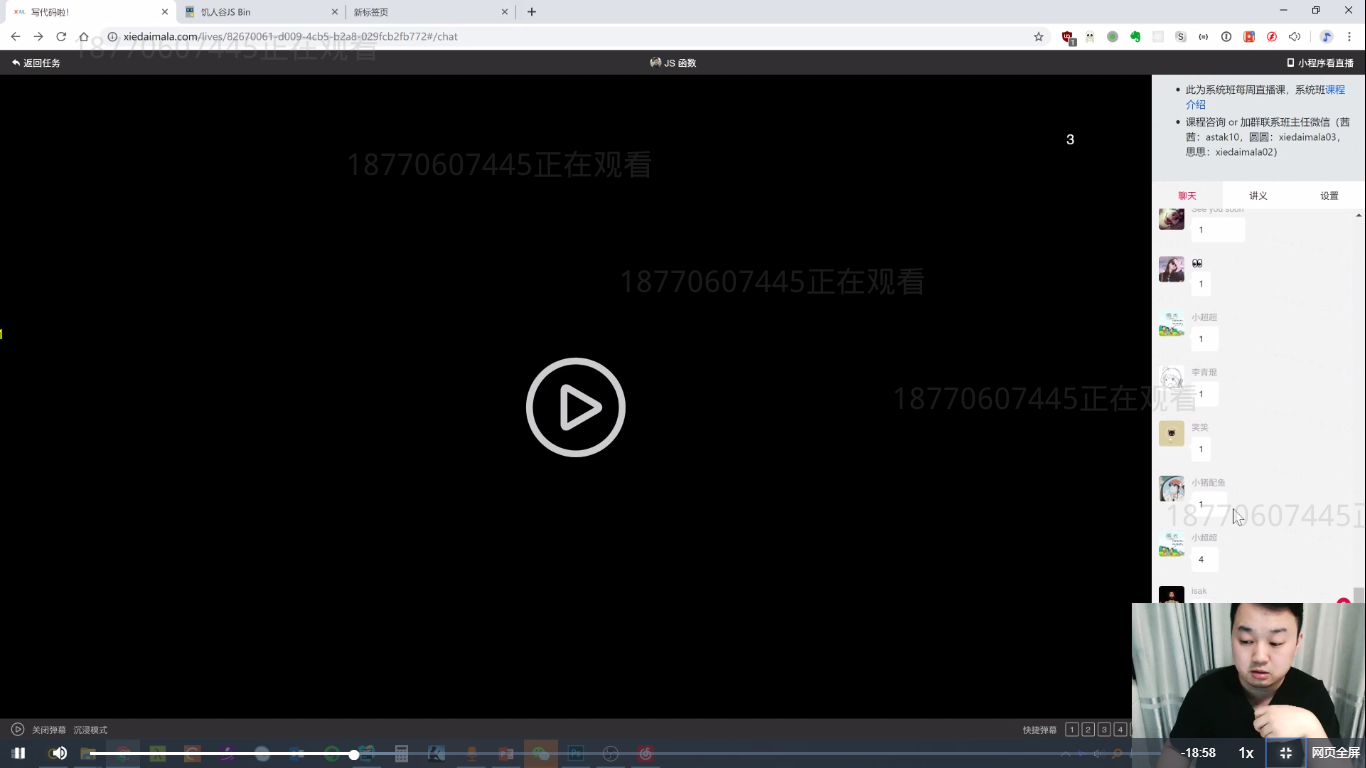 写代码啦!
饥人谷JS Bin
新标签页
xiedaimala.com/lives/82670061-d009-4cb5-b2a8-029fcb2fb772#/chat
18770607445正在观看
返回任务
JS 函数
小程序看直播
此为系统班每周直播课，系统班课程
介绍
课程咨询 or 加群联系班主任微信（茜
茜：astak10，圆圆：xiedaimala03，
思思：xiedaimala02）
3
18770607445正在观看
聊天 讲义 设置
See you soon
1
1
18770607445正在观看
小超超
1
李青琨
1
18770607445正在观看
笑笑
1
小猪配鱼
1
18770607445正
小超超
4
isak
关闭弹幕 沉浸模式
快捷弹幕 1 2 3 4
-18:58 1x 网页全屏